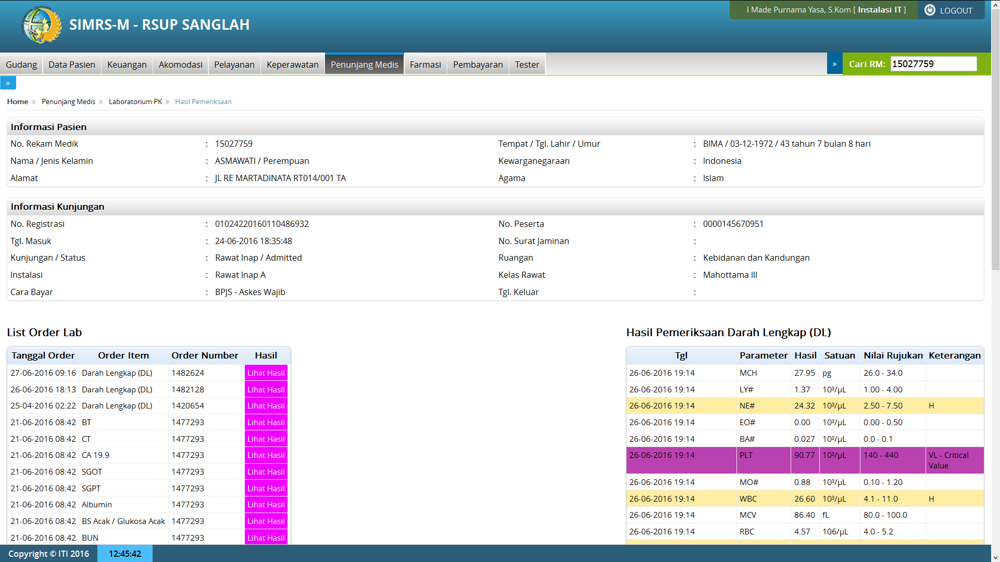 I Made Purnama Yasa, S.Kom [ Instalasi IT ] LOGOUT
SIMRS-M - RSUP SANGLAH
Gudang Data Pasien Keuangan Akomodasi Pelayanan Keperawatan Penunjang Medis Farmasi Pembayaran Tester » Cari RM: 15027759
»
Home » Penunjang Medis » Laboratorium PK » Hasil Pemeriksaan
Informasi Pasien
No. Rekam Medik : 15027759 Tempat / Tgl. Lahir / Umur : BIMA / 03-12-1972 / 43 tahun 7 bulan 8 hari
Nama / Jenis Kelamin : ASMAWATI / Perempuan Kewarganegaraan : Indonesia
Alamat : JL RE MARTADINATA RT014/001 TA Agama : Islam
Informasi Kunjungan
No. Registrasi : 01024220160110486932 No. Peserta : 0000145670951
Tgl. Masuk : 24-06-2016 18:35:48 No. Surat Jaminan :
Kunjungan / Status : Rawat Inap / Admitted Ruangan : Kebidanan dan Kandungan
Instalasi : Rawat Inap A Kelas Rawat : Mahottama III
Cara Bayar : BPJS - Askes Wajib Tgl. Keluar :
List Order Lab
Tanggal Order Order Item Order Number Hasil
27-06-2016 09:16 Darah Lengkap (DL) 1482624 Lihat Hasil
26-06-2016 18:13 Darah Lengkap (DL) 1482128 Lihat Hasil
25-04-2016 02:22 Darah Lengkap (DL) 1420654 Lihat Hasil
21-06-2016 08:42 BT 1477293 Lihat Hasil
21-06-2016 08:42 CT 1477293 Lihat Hasil
21-06-2016 08:42 CA 19.9 1477293 Lihat Hasil
21-06-2016 08:42 SGOT 1477293 Lihat Hasil
21-06-2016 08:42 SGPT 1477293 Lihat Hasil
21-06-2016 08:42 Albumin 1477293 Lihat Hasil
21-06-2016 08:42 BS Acak / Glukosa Acak 1477293 Lihat Hasil
21-06-2016 08:42 BUN 1477293 Lihat Hasil
Hasil Pemeriksaan Darah Lengkap (DL)
Tgl Parameter Hasil Satuan Nilai Rujukan Keterangan
26-06-2016 19:14 MCH 27.95 pg 26.0 - 34.0
26-06-2016 19:14 LY# 1.37 10³/µL 1.00 - 4.00
26-06-2016 19:14 NE# 24.32 10³/µL 2.50 - 7.50 H
26-06-2016 19:14 EO# 0.00 10³/µL 0.00 - 0.50
26-06-2016 19:14 BA# 0.027 10³/µL 0.0 - 0.1
26-06-2016 19:14 PLT 90.77 10³/µL 140 - 440 VL - Critical
Value
26-06-2016 19:14 MO# 0.88 10³/µL 0.10 - 1.20
26-06-2016 19:14 WBC 26.60 10³/µL 4.1 - 11.0 H
26-06-2016 19:14 MCV 86.40 fL 80.0 - 100.0
26-06-2016 19:14 RBC 4.57 106/µL 4.0 - 5.2
Copyright © ITI 2016 12:45:42